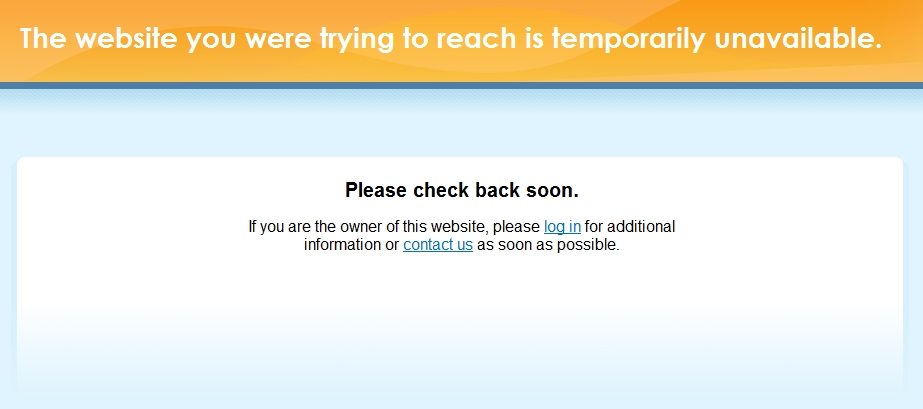 The website you were trying to reach is temporarily unavailable.
Please check back soon.
If you are the owner of this website, please log in for additional
information or contact us as soon as possible.